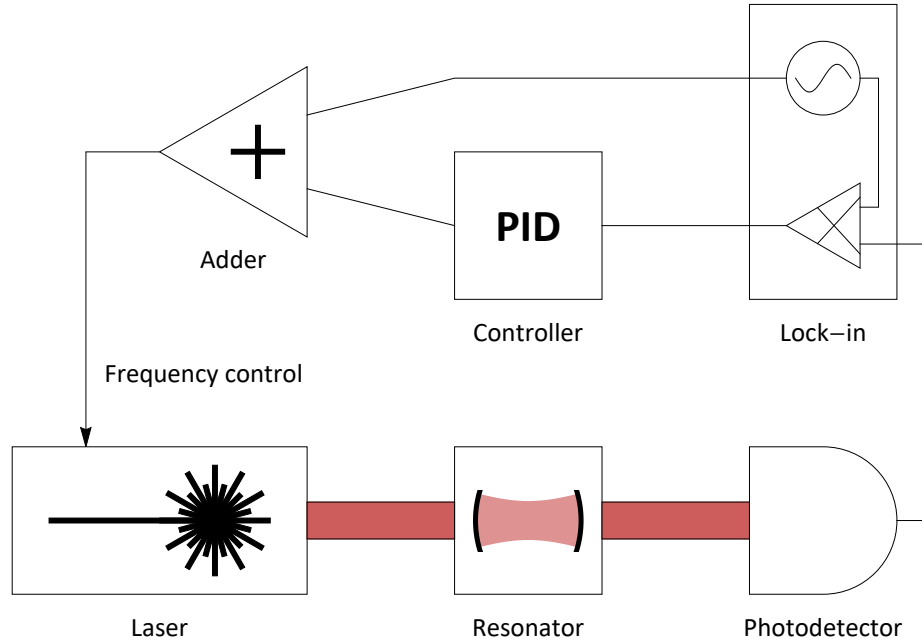 PID
Adder
Controller
Lock−in
Frequency control
Laser
Resonator
Photodetector